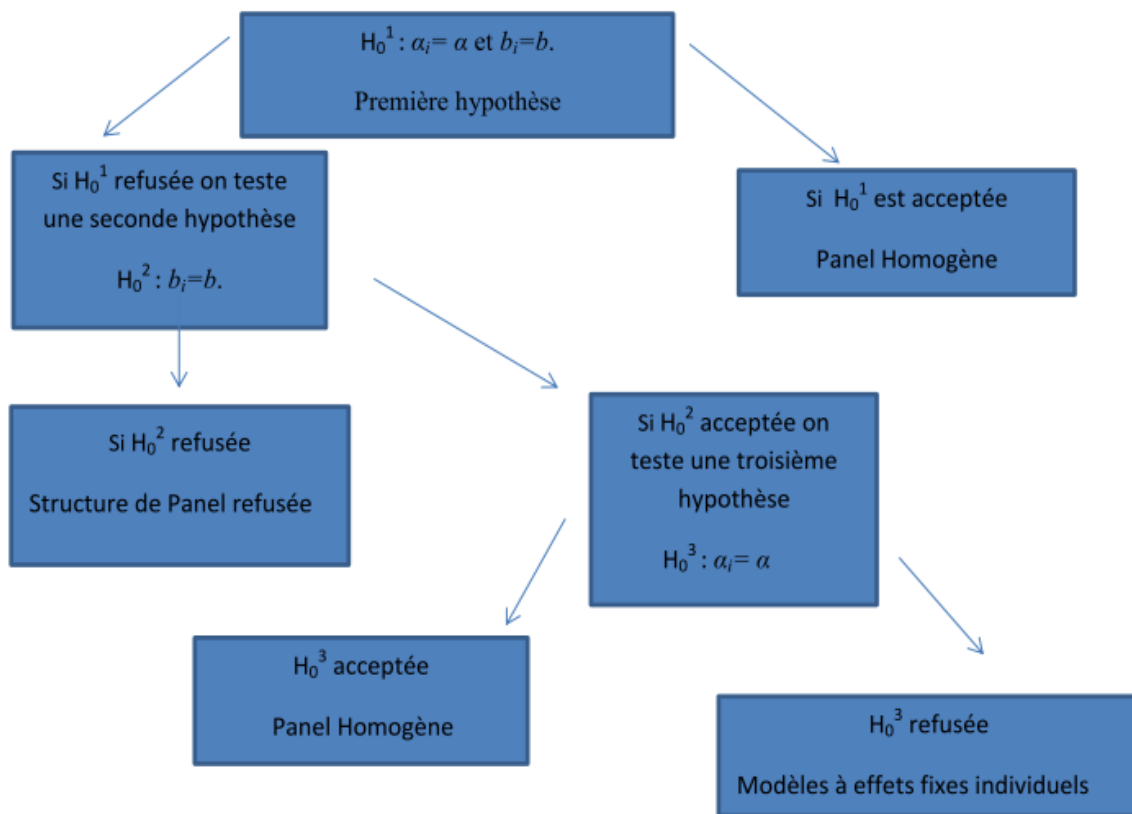 H₀¹ : αᵢ= α et bᵢ=b.
Première hypothèse
Si H₀¹ refusée on teste
une seconde hypothèse
H₀² : bᵢ=b.
Si H₀¹ est acceptée
Panel Homogène
Si H₀² refusée
Structure de Panel refusée
Si H₀² acceptée on
teste une troisième
hypothèse
H₀³ : αᵢ= α
H₀³ acceptée
Panel Homogène
H₀³ refusée
Modèles à effets fixes individuels